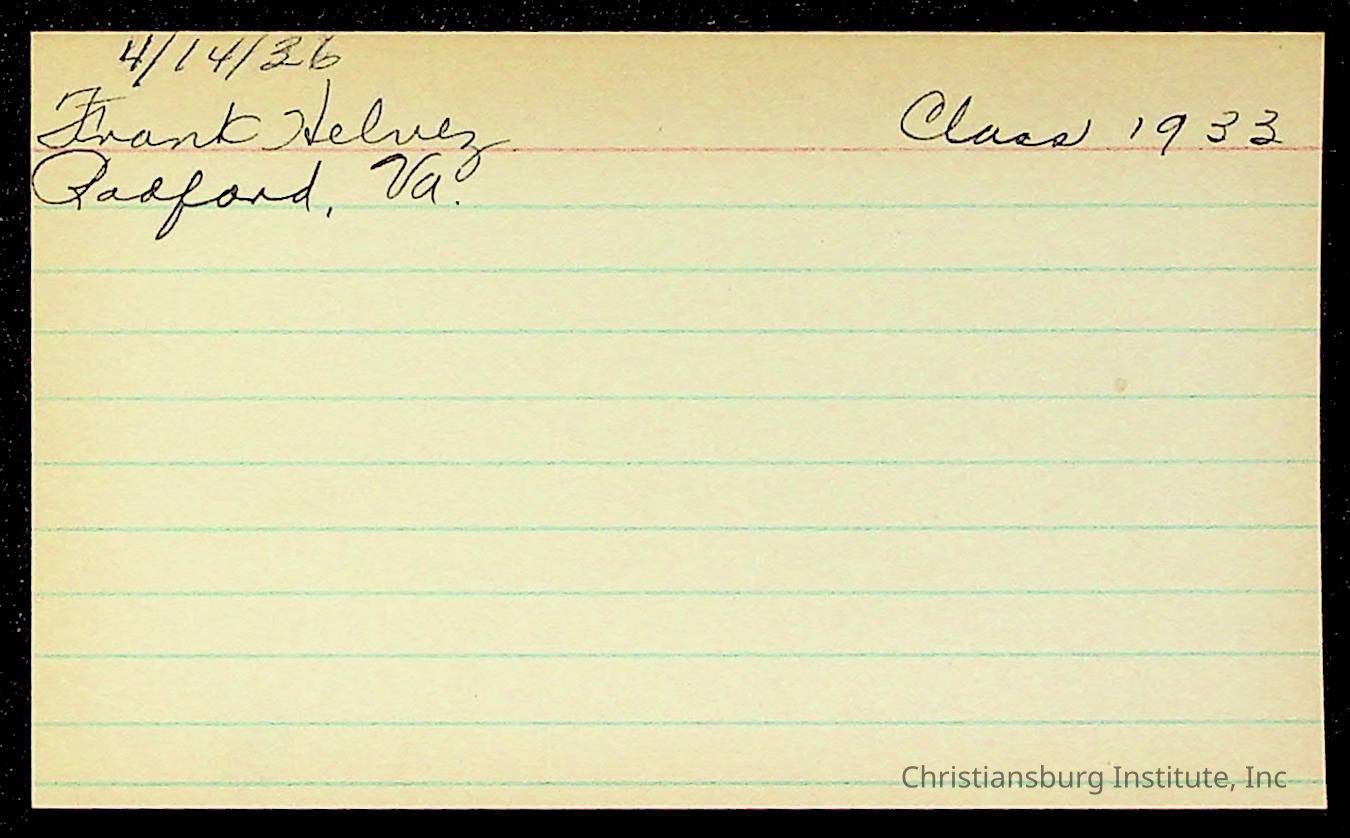 4/14/36
Frank Helvey Class 1933
Radford, Va.
Christiansburg Institute, Inc